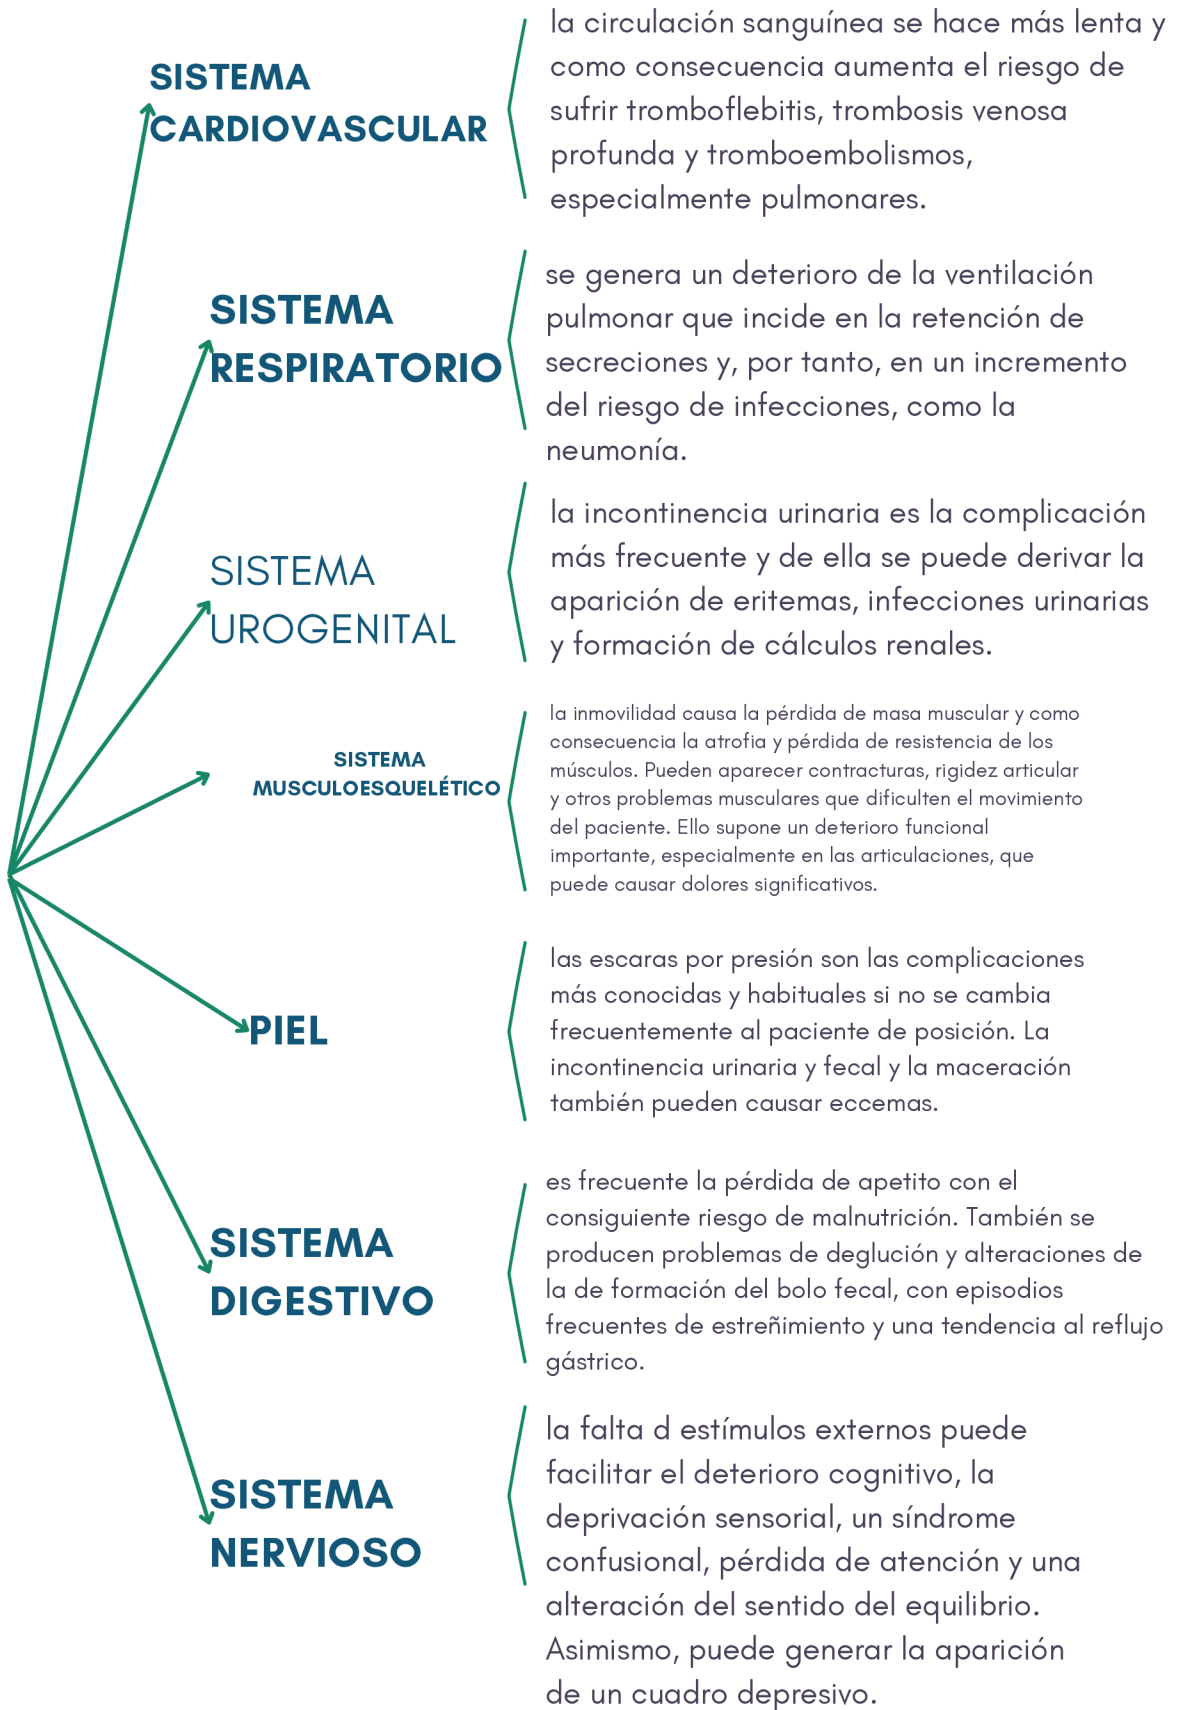 SISTEMA
CARDIOVASCULAR
la circulación sanguínea se hace más lenta y
como consecuencia aumenta el riesgo de
sufrir tromboflebitis, trombosis venosa
profunda y tromboembolismos,
especialmente pulmonares.
SISTEMA
RESPIRATORIO
se genera un deterioro de la ventilación
pulmonar que incide en la retención de
secreciones y, por tanto, en un incremento
del riesgo de infecciones, como la
neumonía.
SISTEMA
UROGENITAL
la incontinencia urinaria es la complicación
más frecuente y de ella se puede derivar la
aparición de eritemas, infecciones urinarias
y formación de cálculos renales.
SISTEMA
MUSCULOESQUELÉTICO
la inmovilidad causa la pérdida de masa muscular y como
consecuencia la atrofia y pérdida de resistencia de los
músculos. Pueden aparecer contracturas, rigidez articular
y otros problemas musculares que dificulten el movimiento
del paciente. Ello supone un deterioro funcional
importante, especialmente en las articulaciones, que
puede causar dolores significativos.
PIEL
las escaras por presión son las complicaciones
más conocidas y habituales si no se cambia
frecuentemente al paciente de posición. La
incontinencia urinaria y fecal y la maceración
también pueden causar eccemas.
SISTEMA
DIGESTIVO
es frecuente la pérdida de apetito con el
consiguiente riesgo de malnutrición. También se
producen problemas de deglución y alteraciones de
la de formación del bolo fecal, con episodios
frecuentes de estreñimiento y una tendencia al reflujo
gástrico.
SISTEMA
NERVIOSO
la falta d estímulos externos puede
facilitar el deterioro cognitivo, la
deprivación sensorial, un síndrome
confusional, pérdida de atención y una
alteración del sentido del equilibrio.
Asimismo, puede generar la aparición
de un cuadro depresivo.